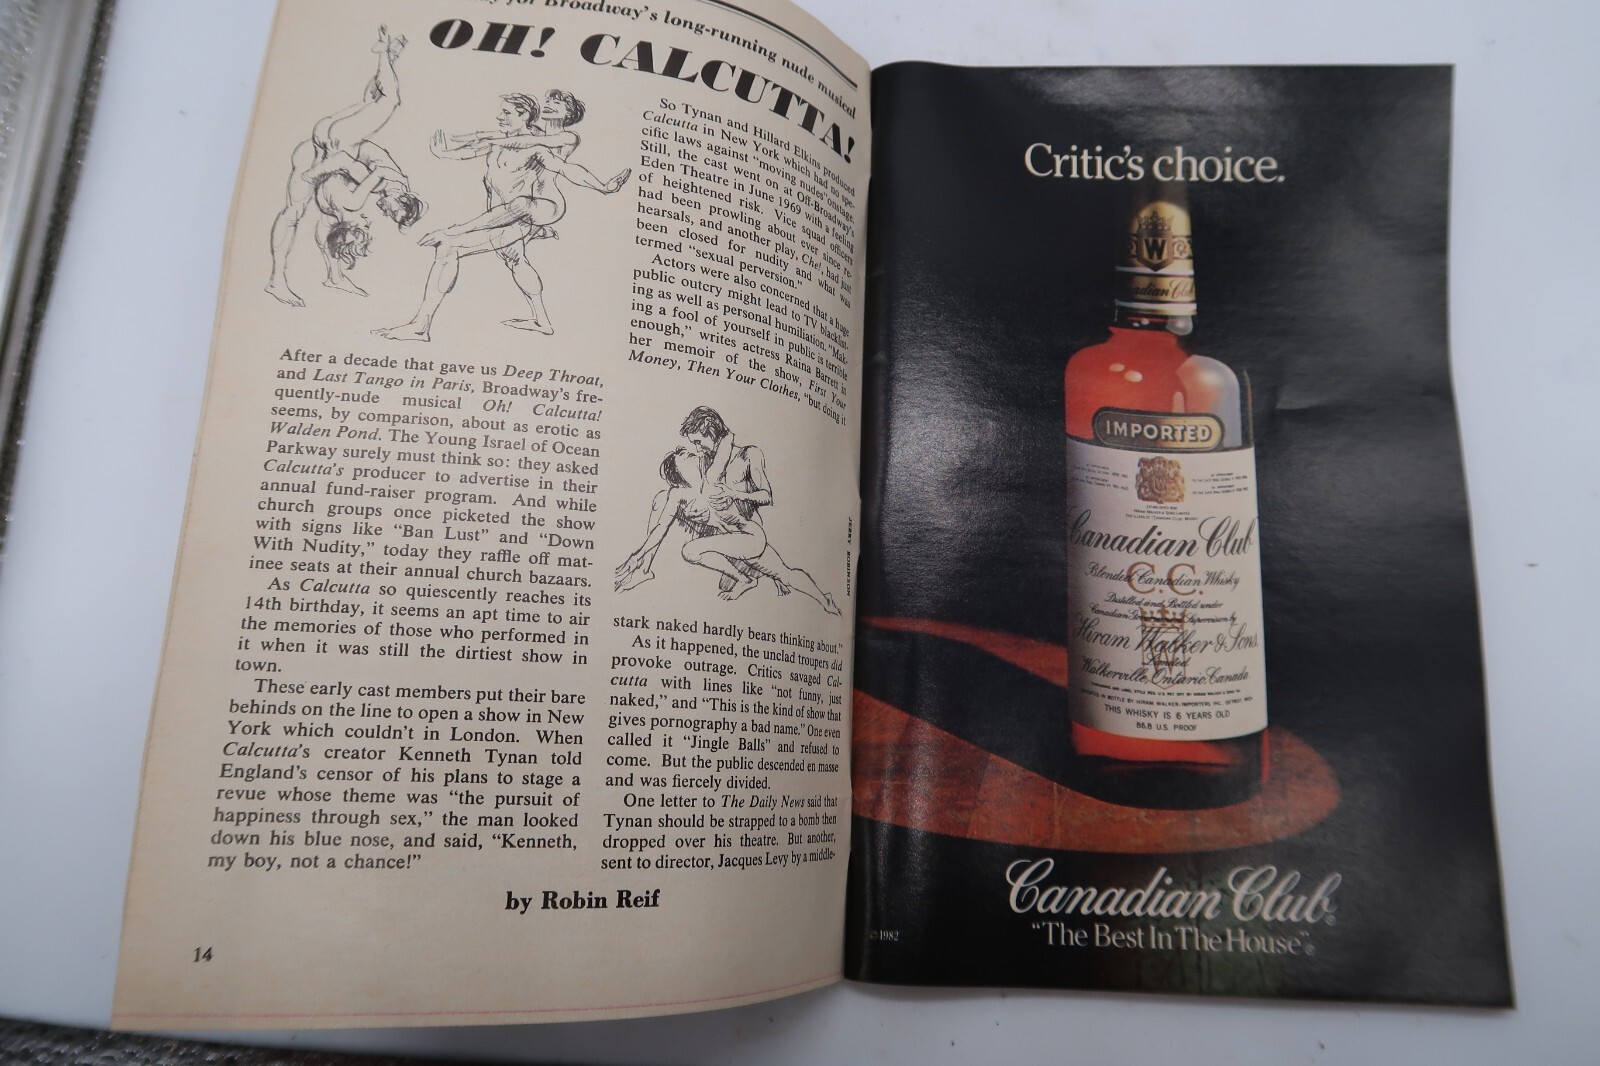 for Broadway's long-running nude musical
OH! CALCUTTA!
After a decade that gave us Deep Throat,
and Last Tango in Paris, Broadway's fre-
quently-nude musical Oh! Calcutta!
seems, by comparison, about as erotic as
Walden Pond. The Young Israel of Ocean
Parkway surely must think so: they asked
Calcutta's producer to advertise in their
annual fund-raiser program. And while
church groups once picketed the show
with signs like "Ban Lust" and "Down
With Nudity," today they raffle off mat-
inee seats at their annual church bazaars.
As Calcutta so quiescently reaches its
14th birthday, it seems an apt time to air
the memories of those who performed in
it when it was still the dirtiest show in
town.
These early cast members put their bare
behinds on the line to open a show in New
York which couldn't in London. When
Calcutta's creator Kenneth Tynan told
England's censor of his plans to stage a
revue whose theme was "the pursuit of
happiness through sex," the man looked
down his blue nose, and said, "Kenneth,
my boy, not a chance!"
So Tynan and Hillard Elkins produced
Calcutta in New York which had no spe-
cific laws against "moving nudes" onstage.
Still, the cast went on at Off-Broadway's
Eden Theatre in June 1969 with a feeling
of heightened risk. Vice squad officers
had been prowling about ever since re-
hearsals, and another play, Che!, had just
been closed for nudity and what was
termed "sexual perversion."
Actors were also concerned that a huge
public outcry might lead to TV blacklist-
ing as well as personal humiliation. "Mak-
ing a fool of yourself in public is terrible
enough," writes actress Raina Barrett in
her memoir of the show, First Your
Money, Then Your Clothes, "but doing it
JERRY ROBINSON
stark naked hardly bears thinking about."
As it happened, the unclad troupers did
provoke outrage. Critics savaged Cal-
cutta with lines like "not funny, just
naked," and "This is the kind of show that
gives pornography a bad name." One even
called it "Jingle Balls" and refused to
come. But the public descended en masse
and was fiercely divided.
One letter to The Daily News said that
Tynan should be strapped to a bomb then
dropped over his theatre. But another,
sent to director, Jacques Levy by a middle-
by Robin Reif
14
Critic's choice.
W
Canadian Club
IMPORTED
Canadian Club
C.C.
Blended Canadian Whisky
Distilled and Bottled under
Canadian Government Supervision by
Hiram Walker & Sons
Limited
Walkerville, Ontario, Canada
THIS WHISKY IS 6 YEARS OLD
86.8 U.S. PROOF
Canadian Club®
"The Best In The House"®
© 1982